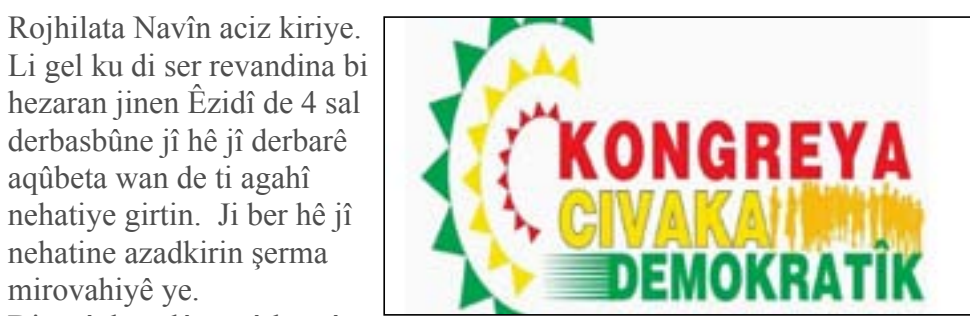 Rojhilata Navîn aciz kiriye.
Li gel ku di ser revandina bi
hezaran jinen Êzidî de 4 sal
derbasbûne jî hê jî derbarê
aqûbeta wan de ti agahî
nehatiye girtin. Ji ber hê jî
nehatine azadkirin şerma
mirovahiyê ye.
KONGREYA
CIVAKA
DEMOKRATÎK